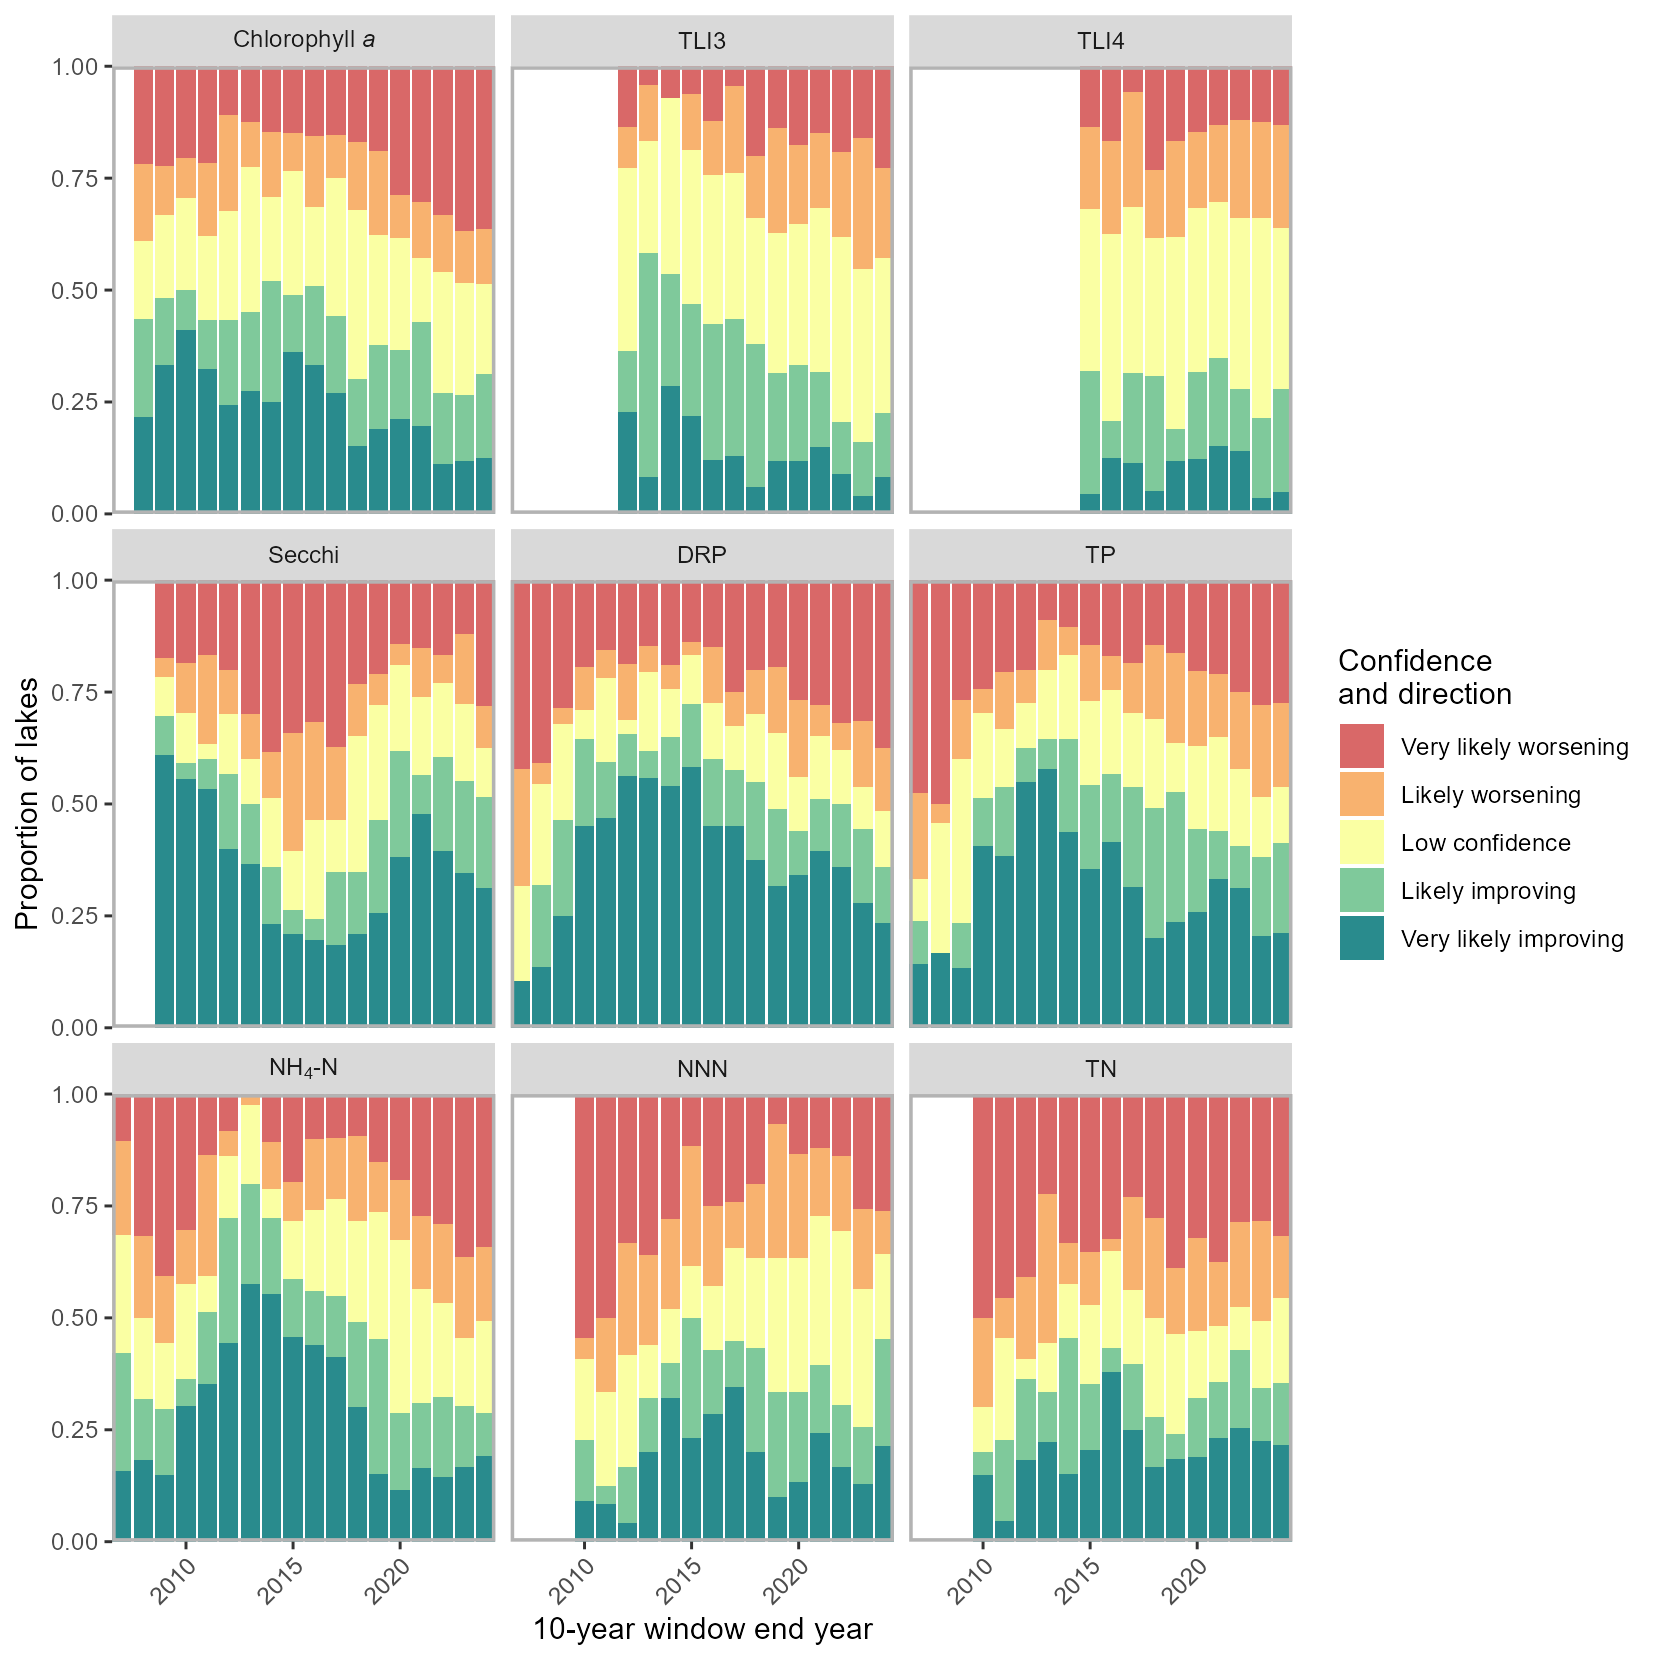 Chlorophyll a
TLI3
TLI4
1.00
0.75
0.50
0.25
0.00
Secchi
DRP
TP
1.00
0.75
0.50
0.25
0.00
NH₄-N
NNN
TN
1.00
0.75
0.50
0.25
0.00
2010
2015
2020
2010
2015
2020
2010
2015
2020
10-year window end year
Proportion of lakes
Confidence
and direction
Very likely worsening
Likely worsening
Low confidence
Likely improving
Very likely improving